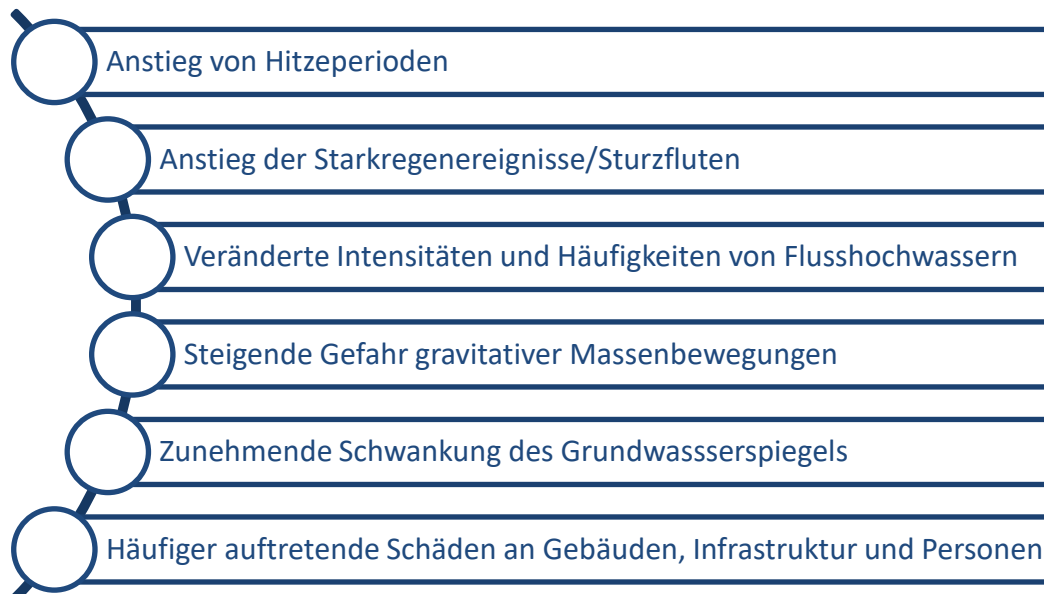 Anstieg von Hitzeperioden
Anstieg der Starkregenereignisse/Sturzfluten
Veränderte Intensitäten und Häufigkeiten von Flusshochwassern
Steigende Gefahr gravitativer Massenbewegungen
Zunehmende Schwankung des Grundwassserspiegels
Häufiger auftretende Schäden an Gebäuden, Infrastruktur und Personen